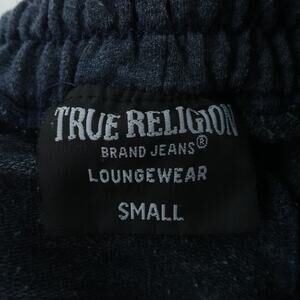 TRUE RELIGION
BRAND JEANS®
LOUNGEWEAR
SMALL